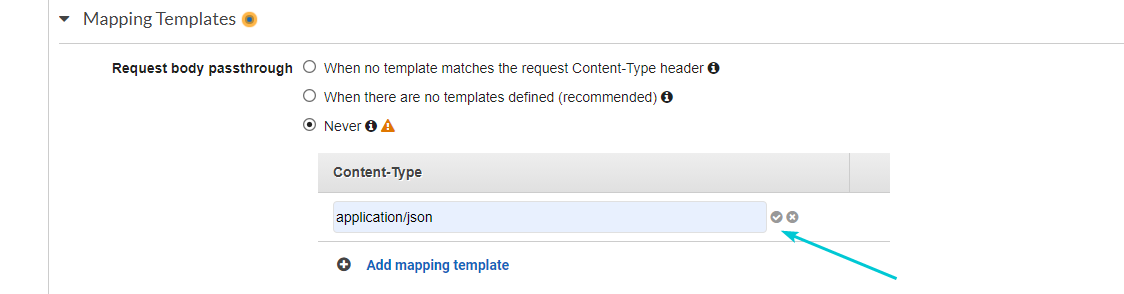 Mapping Templates
Request body passthrough
When no template matches the request Content-Type header
When there are no templates defined (recommended)
Never
Content-Type
application/json
Add mapping template